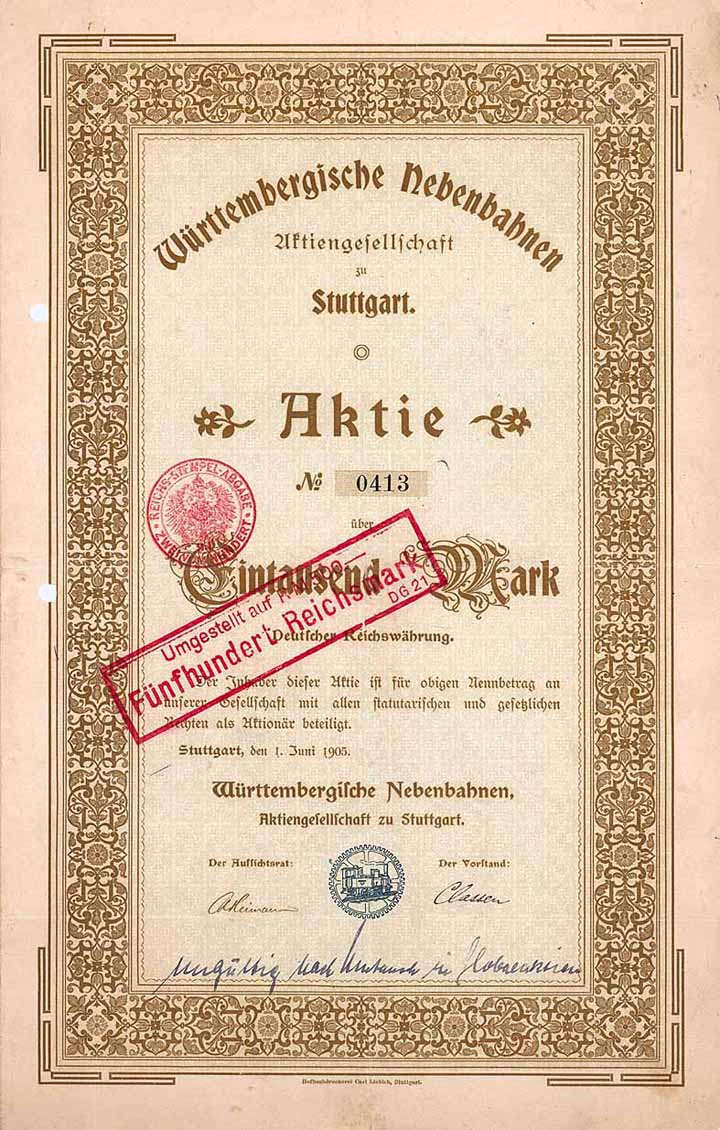 Württembergische Nebenbahnen
Aktiengesellschaft
zu
Stuttgart.
Aktie
No 0413
REICHS-STEMPEL-ABGABE
über
Eintausend Mark
Umgestellt auf
Fünfhundert Reichsmark
DG 21
Deutscher Reichswährung.
Der Inhaber dieser Aktie ist für obigen Nennbetrag an
unserer Gesellschaft mit allen statutarischen und gesetzlichen
Rechten als Aktionär beteiligt.
Stuttgart, den 1. Juni 1905.
Württembergische Nebenbahnen,
Aktiengesellschaft zu Stuttgart.
Der Aufsichtsrat: Der Vorstand:
Classen
ungültig nach Umtausch in
Hofbuchdruckerei Carl Liebich, Stuttgart.